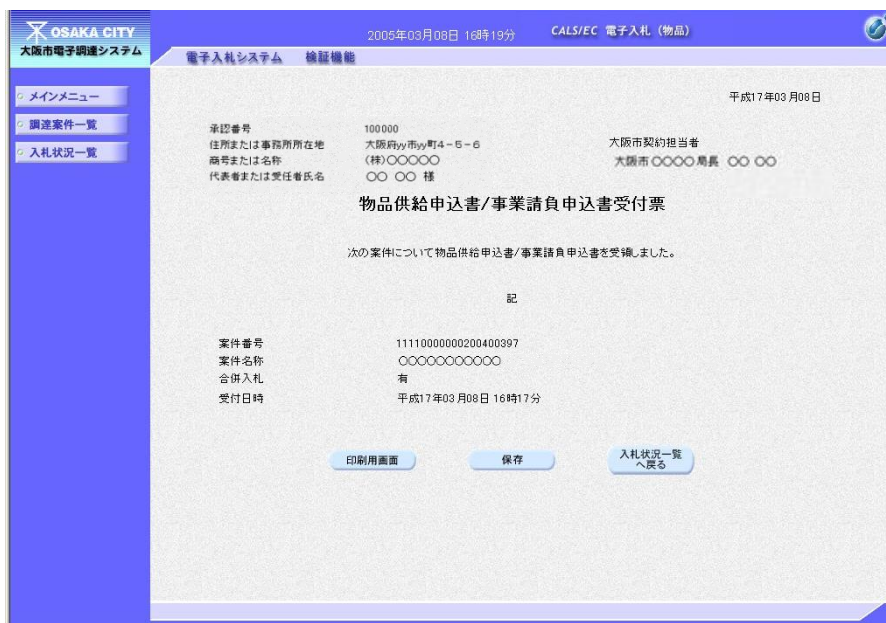 OSAKA CITY
大阪市電子調達システム
2005年03月08日 16時19分
CALS/EC 電子入札（物品）
電子入札システム 検証機能
メインメニュー
調達案件一覧
入札状況一覧
平成17年03月08日
承認番号 100000
住所または事務所所在地 大阪府yy市yy町4-5-6
商号または名称 (株)○○○○○
代表者または受任者氏名 ○○ ○○ 様
大阪市契約担当者
大阪市○○○○局長 ○○ ○○
物品供給申込書/事業請負申込書受付票
次の案件について物品供給申込書/事業請負申込書を受領しました。
記
案件番号 11110000000200400397
案件名称 ○○○○○○○○○○○
合併入札 有
受付日時 平成17年03月08日 16時17分
印刷用画面
保存
入札状況一覧
へ戻る